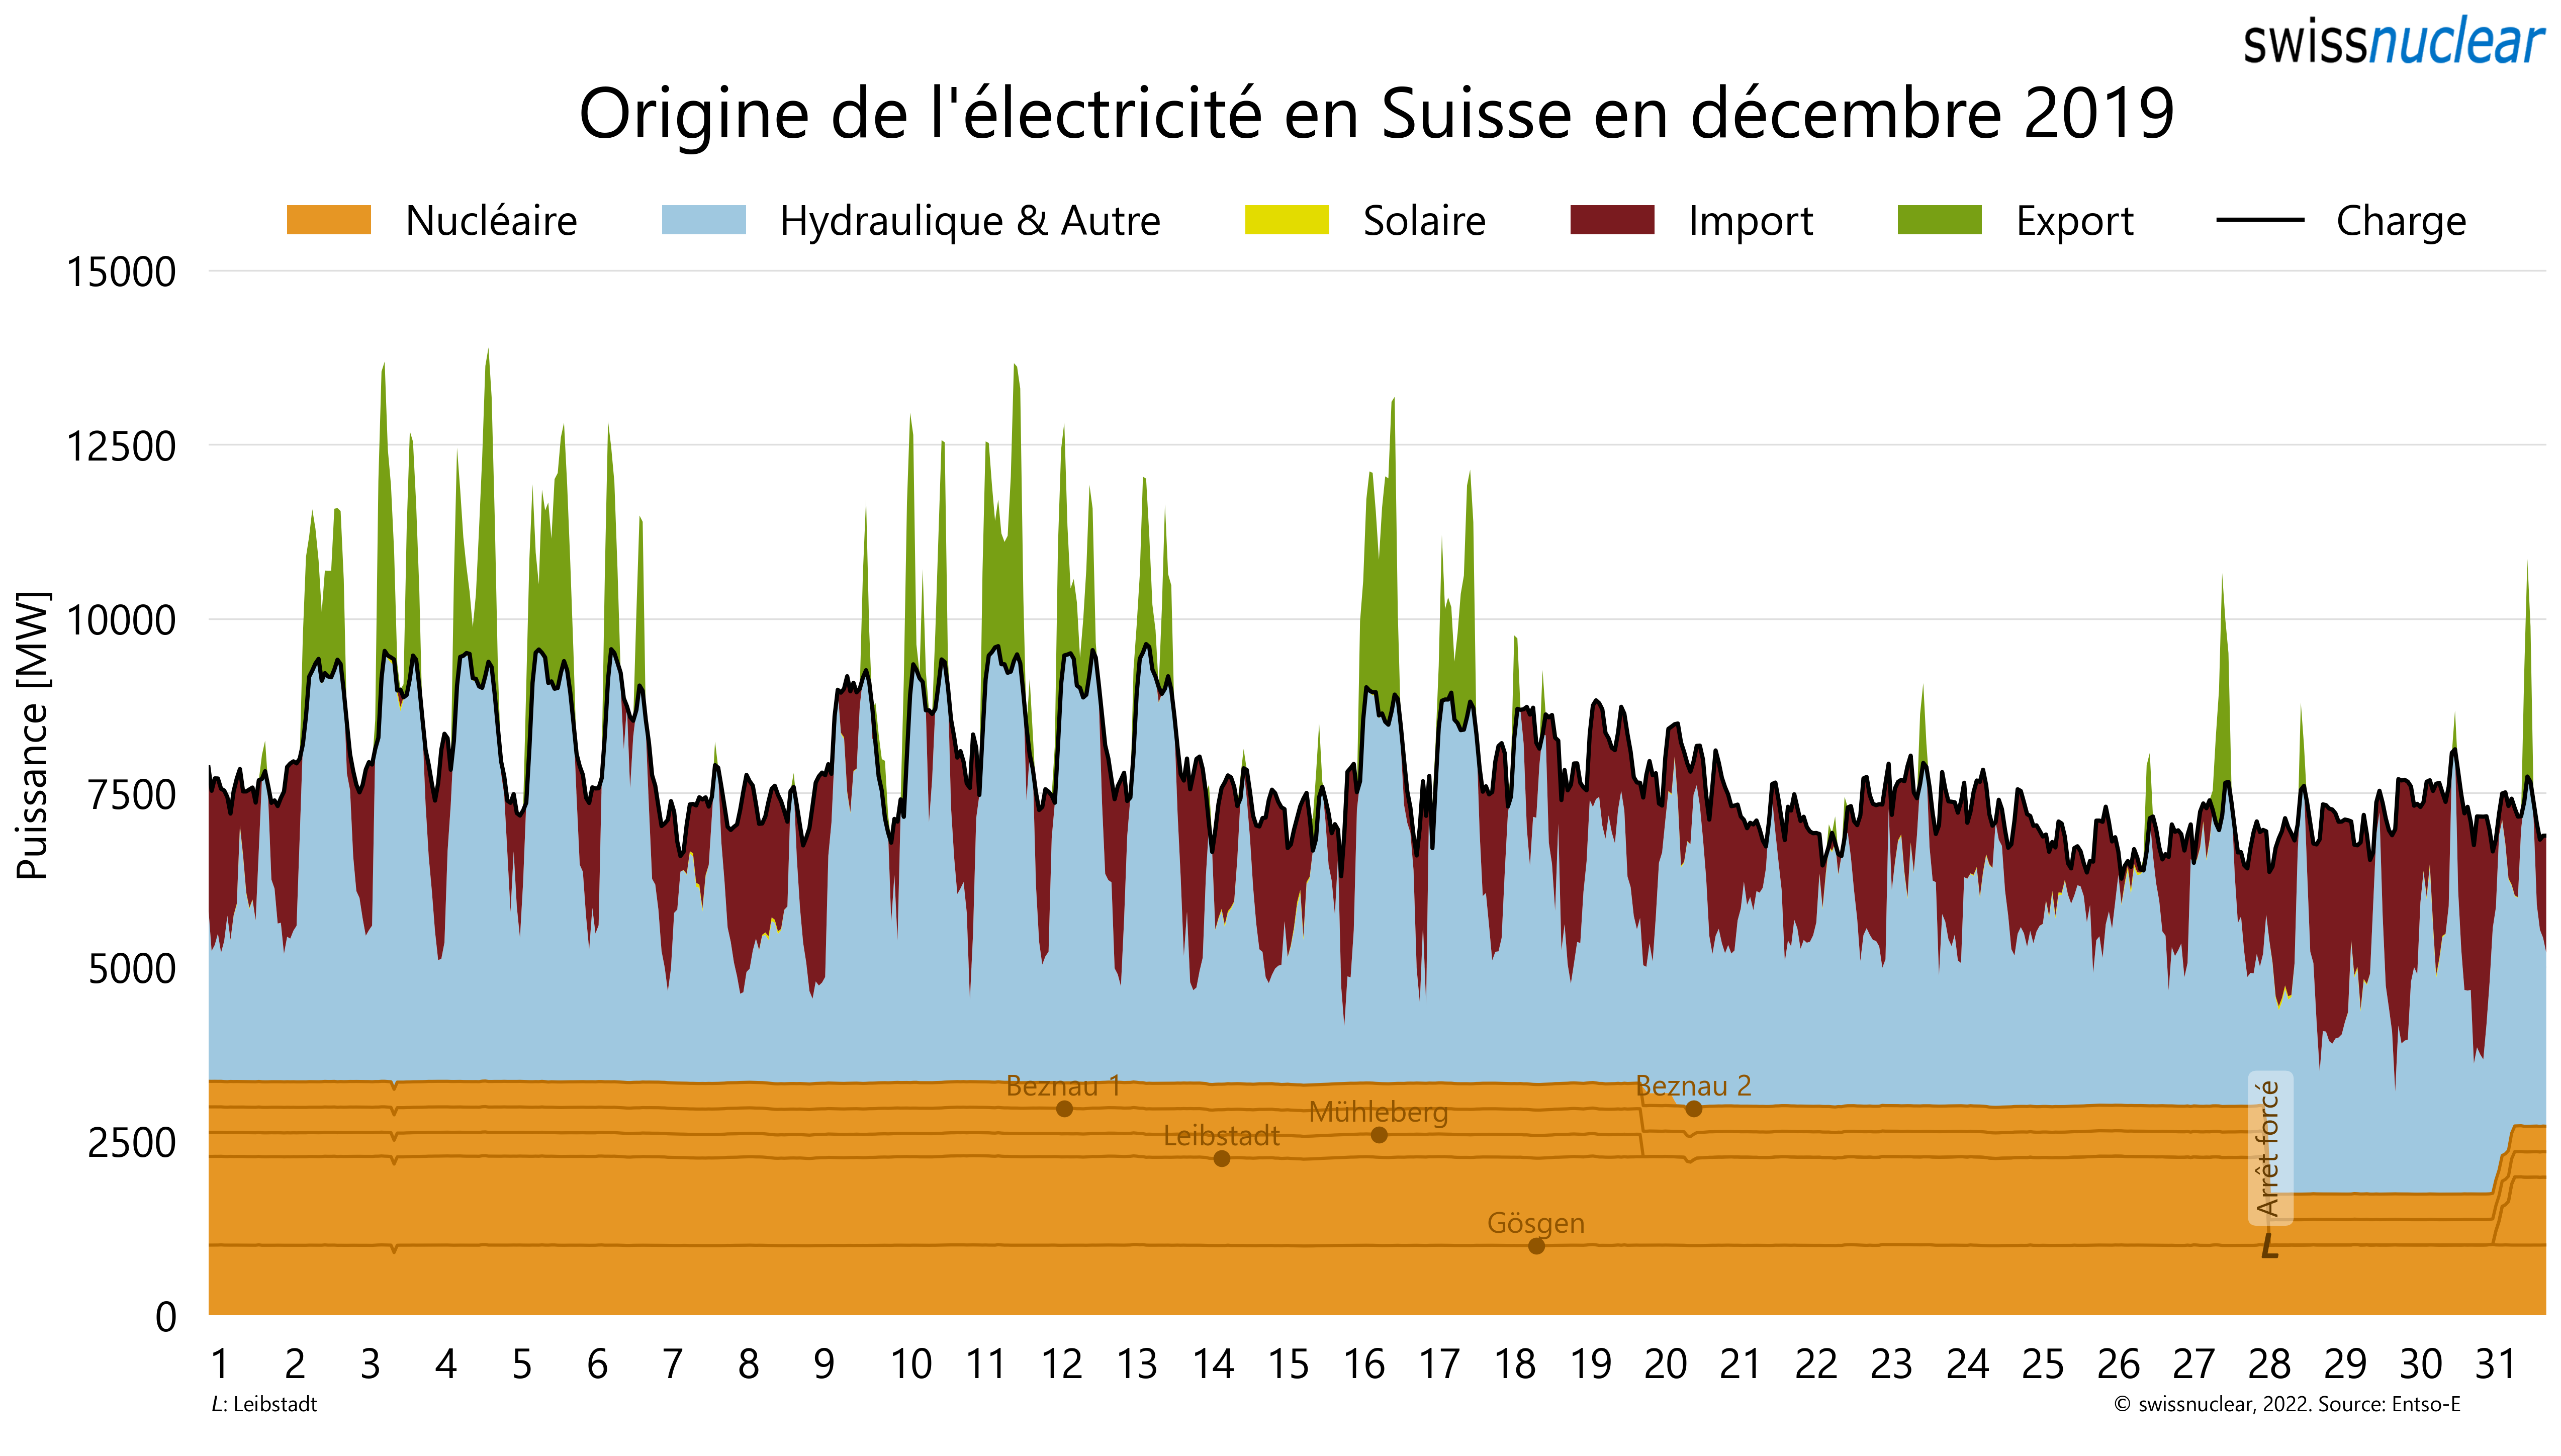 swissnuclear
Origine de l'électricité en Suisse en décembre 2019
Nucléaire Hydraulique & Autre Solaire Import Export Charge
15000
12500
10000
7500
5000
2500
0
Puissance [MW]
Beznau 1
Beznau 2
Mühleberg
Leibstadt
Gösgen
Arrêt forcé
L
1 2 3 4 5 6 7 8 9 10 11 12 13 14 15 16 17 18 19 20 21 22 23 24 25 26 27 28 29 30 31
L: Leibstadt
© swissnuclear, 2022. Source: Entso-E